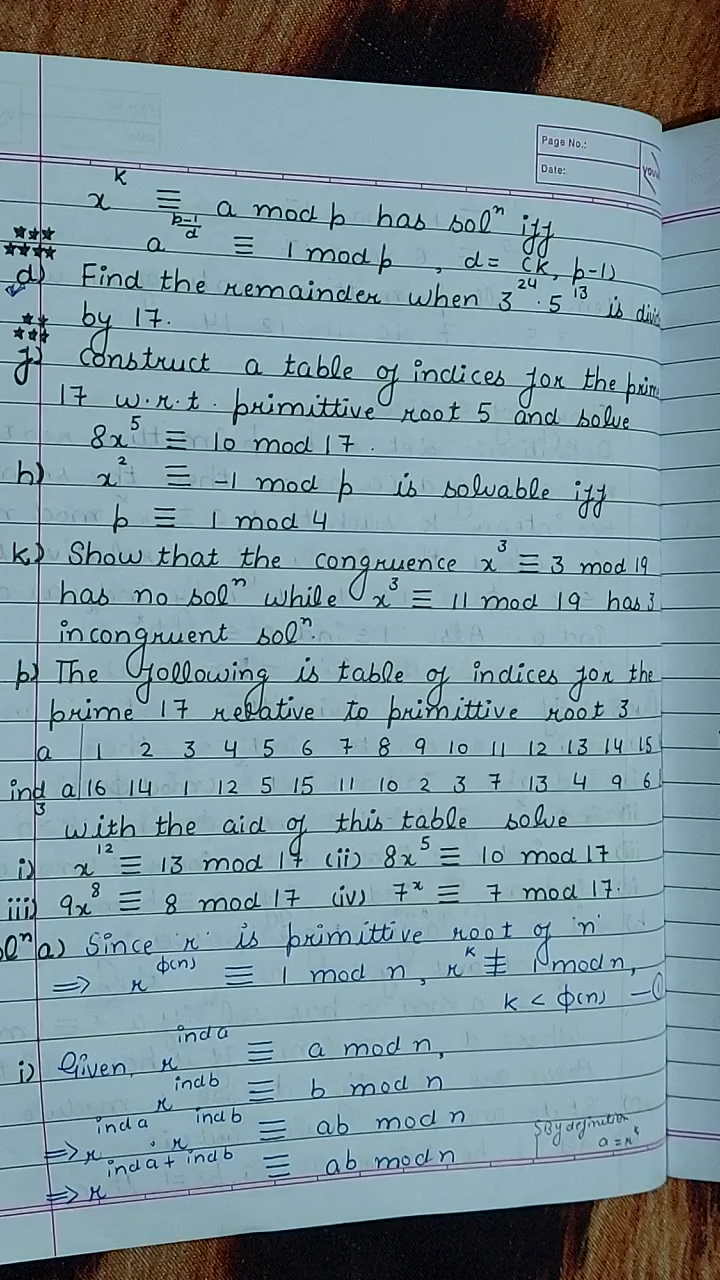 Page No.:
Date:
x^k ≡ a mod p has solⁿ iff
a^((p-1)/d) ≡ 1 mod p , d = (k, p-1)
d) Find the remainder when 3^24 · 5^13 is
by 17.
j) Construct a table of indices for the
17 w.r.t. primittive root 5 and solve
8x^5 ≡ 10 mod 17.
h) x^2 ≡ -1 mod p is solvable iff
p ≡ 1 mod 4
k) Show that the congruence x^3 ≡ 3 mod 19
has no solⁿ while x^3 ≡ 11 mod 19 has 3
incongruent solⁿ.
p) The following is table of indices for the
prime 17 relative to primittive root 3
a 1 2 3 4 5 6 7 8 9 10 11 12 13 14 15
ind₃ a 16 14 1 12 5 15 11 10 2 3 7 13 4 9 6
with the aid of this table solve
i) x^12 ≡ 13 mod 17 (ii) 8x^5 ≡ 10 mod 17
iii) 9x^8 ≡ 8 mod 17 (iv) 7^x ≡ 7 mod 17.
a) Since 'r' is primittive root of 'n'
⇒ r^ϕ(n) ≡ 1 mod n, r^k ≢ 1 mod n,
k < ϕ(n) —①
i) Given, r^(ind a) ≡ a mod n,
r^(ind b) ≡ b mod n
⇒ r^(ind a) · r^(ind b) ≡ ab mod n
{By definition
a = r^k
⇒ r^(ind a + ind b) ≡ ab mod n